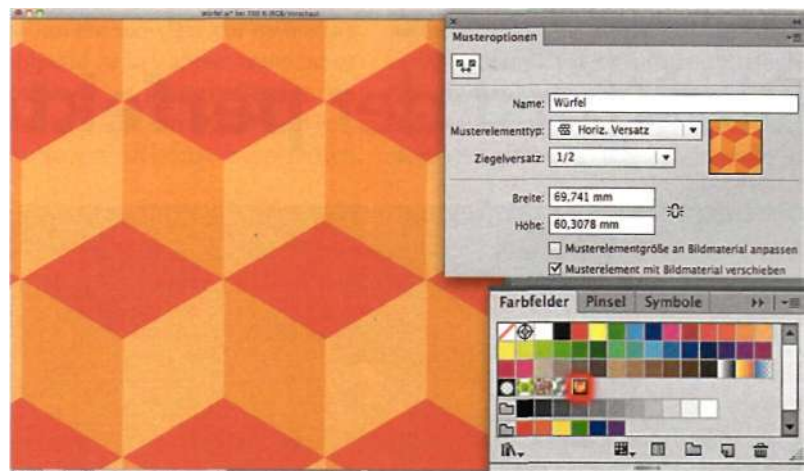 Musteroptionen
Name: Würfel
Musterelementtyp: Horiz. Versatz
Ziegelversatz: 1/2
Breite: 69,741 mm
Höhe: 60,3078 mm
Musterelementgröße an Bildmaterial anpassen
Musterelement mit Bildmaterial verschieben
Farbfelder Pinsel Symbole